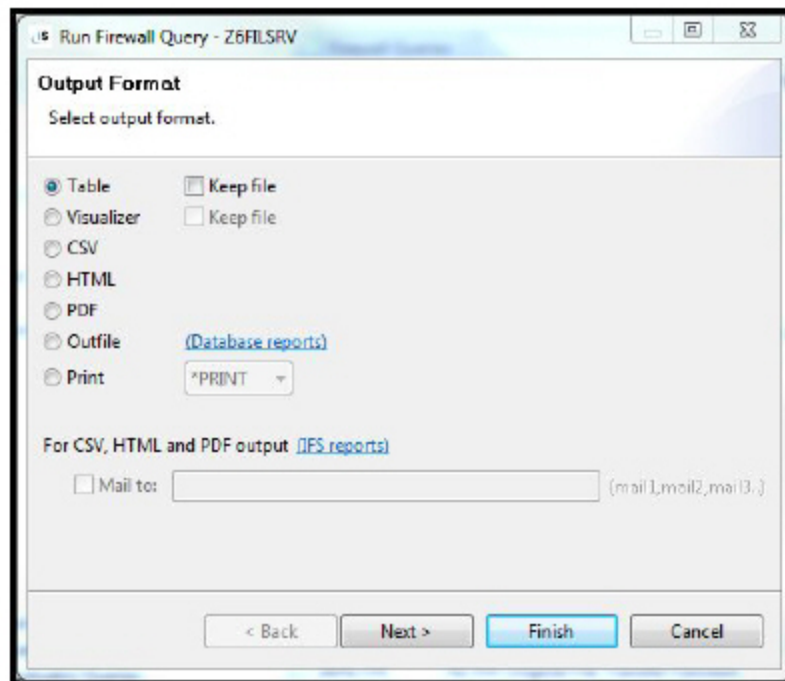 Run Firewall Query - Z6FILSRV
Output Format
Select output format.
Table Keep file
Visualizer Keep file
CSV
HTML
PDF
Outfile (Database reports)
Print *PRINT
For CSV, HTML and PDF output (IFS reports)
Mail to: (mail1,mail2,mail3..)
< Back Next > Finish Cancel